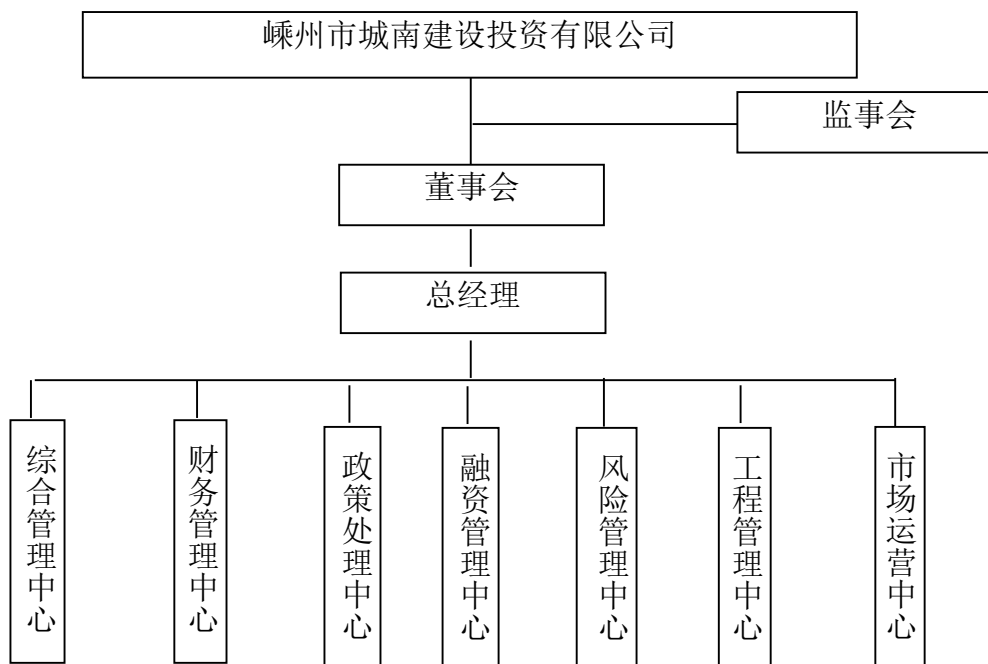 嵊州市城南建设投资有限公司
监事会
董事会
总经理
综合管理中心
财务管理中心
政策处理中心
融资管理中心
风险管理中心
工程管理中心
市场运营中心